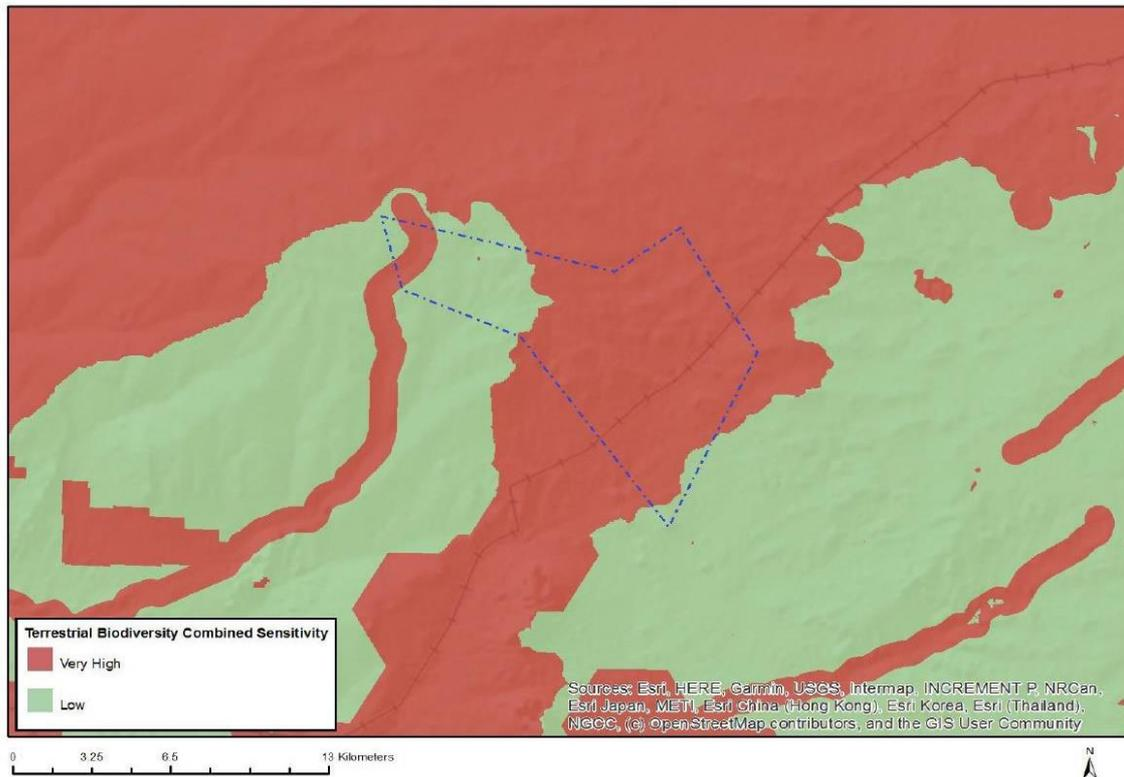 Terrestrial Biodiversity Combined Sensitivity
Very High
Low
Sources: Esri, HERE, Garmin, USGS, Intermap, INCREMENT P, NRCan,
Esri Japan, METI, Esri China (Hong Kong), Esri Korea, Esri (Thailand),
NGCC, (c) OpenStreetMap contributors, and the GIS User Community
0 3.25 6.5 13 Kilometers
N